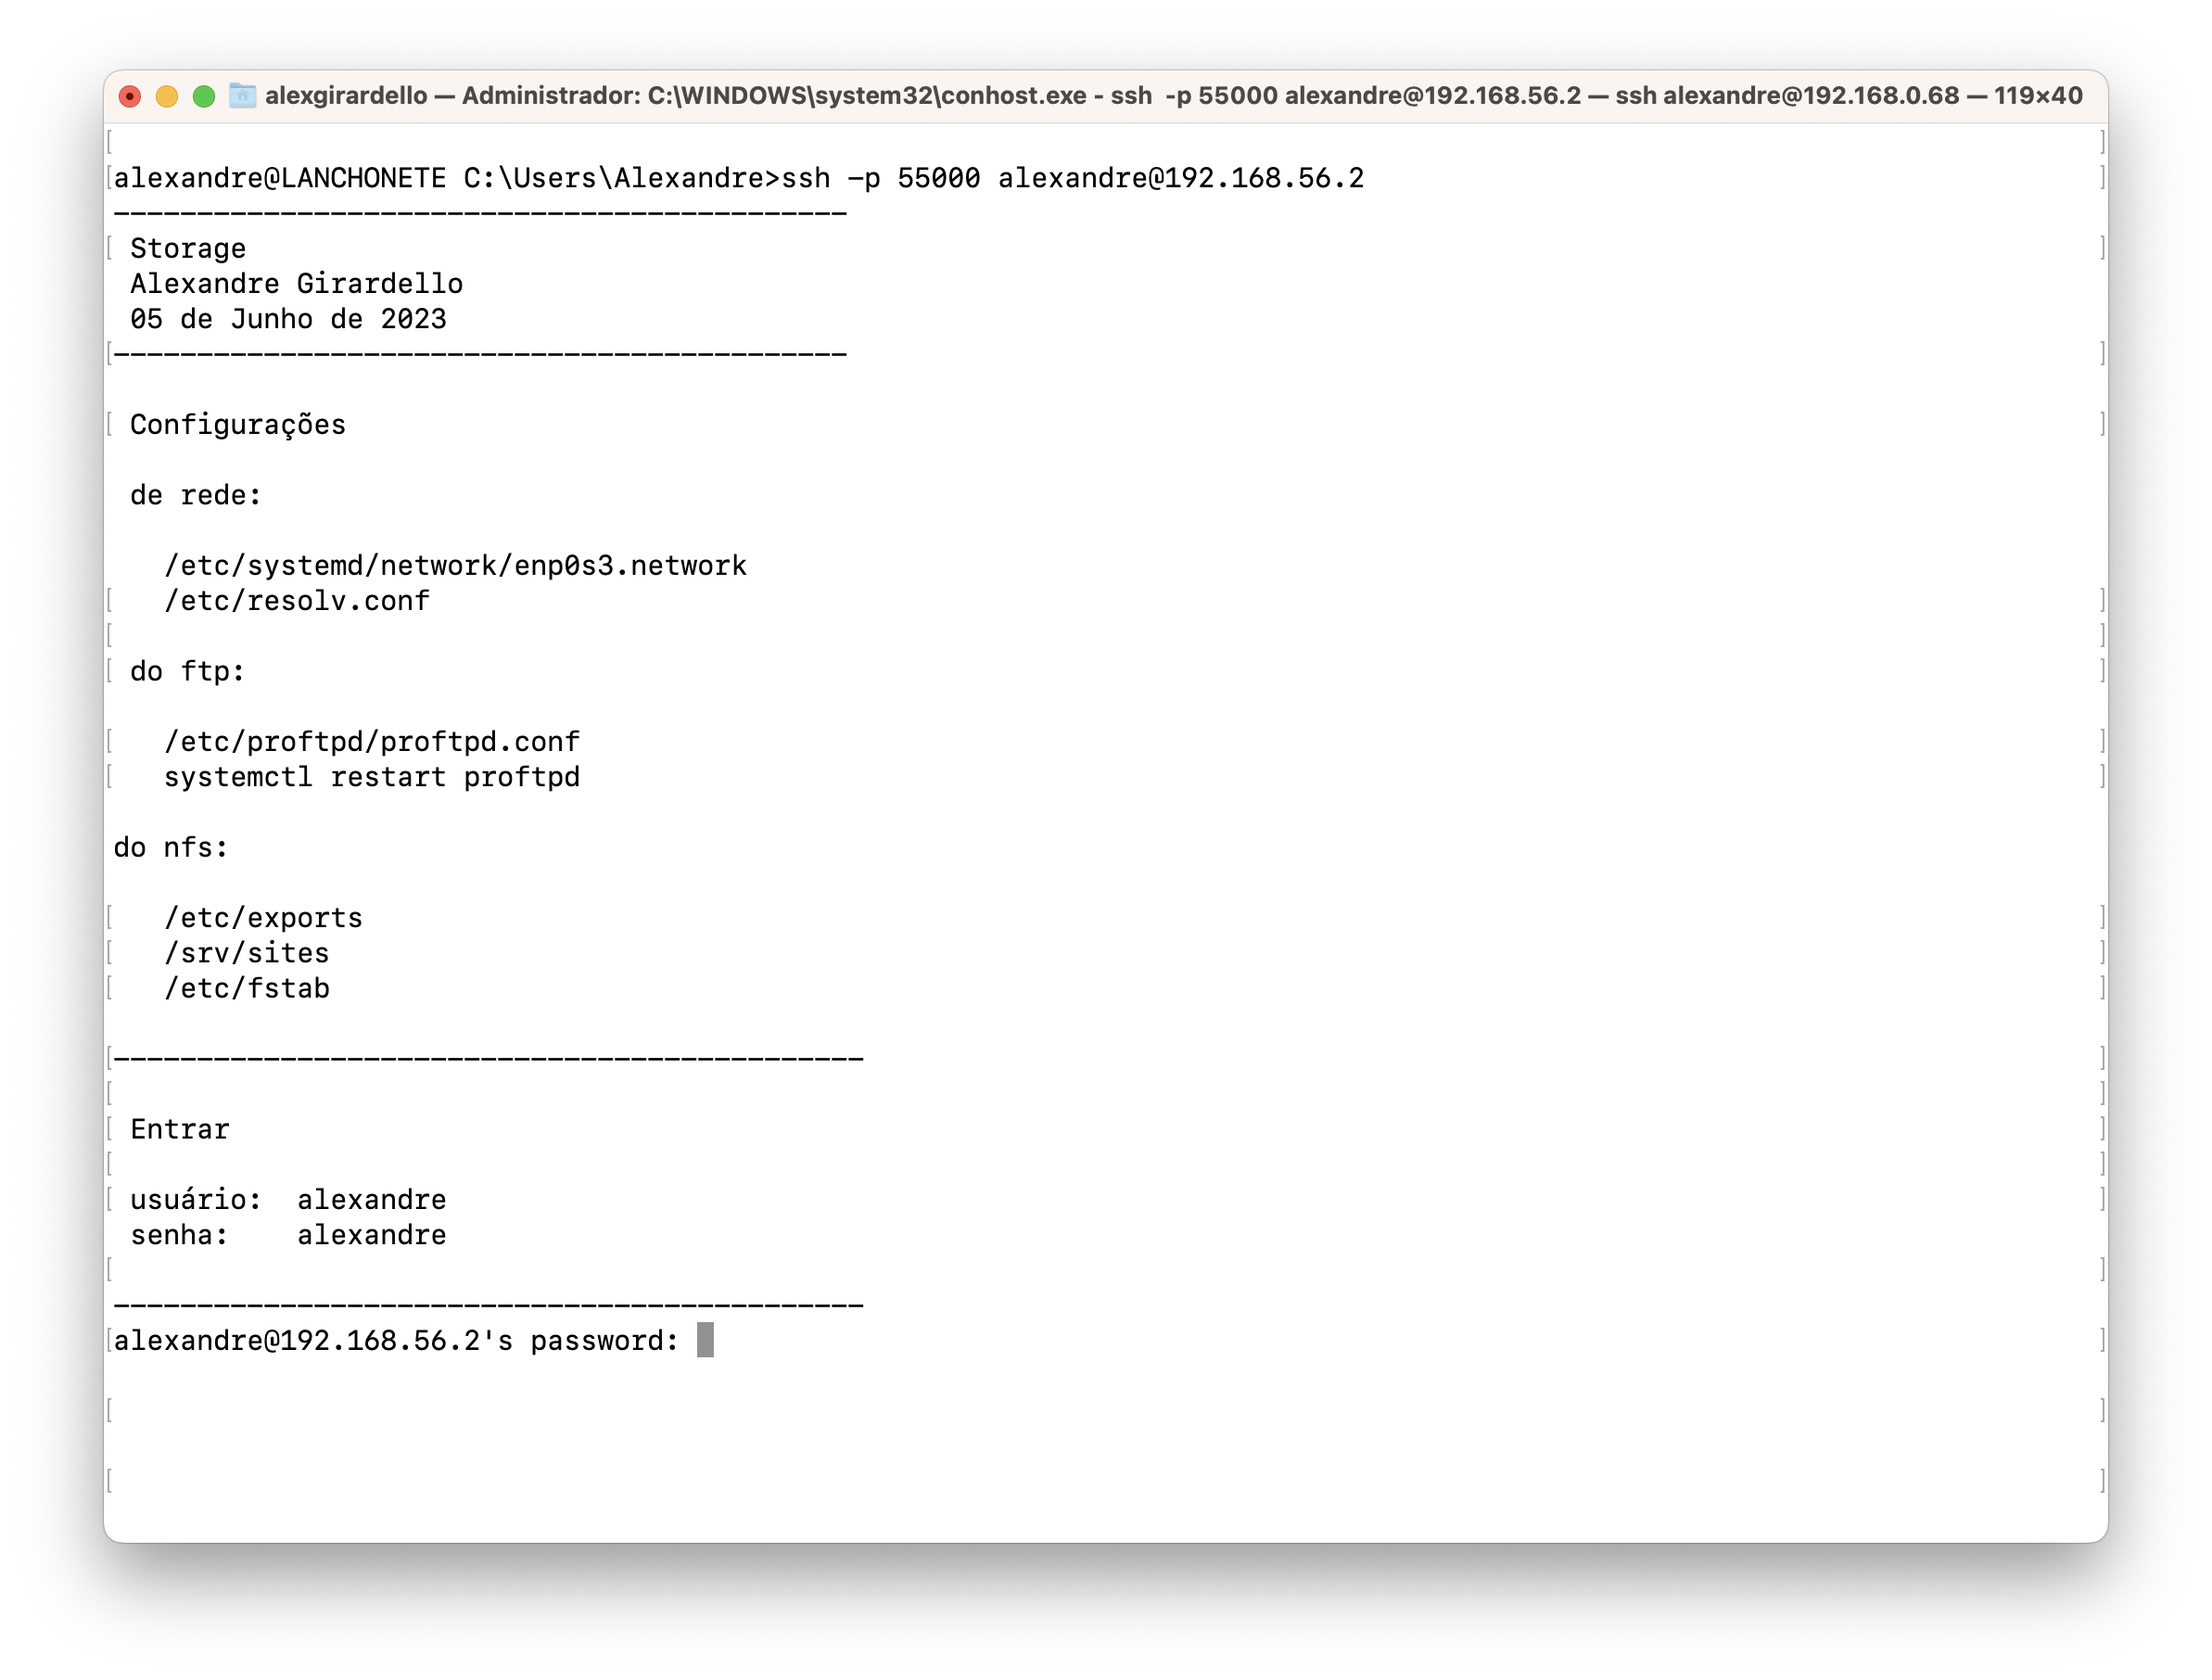 alexgirardello — Administrador: C:\WINDOWS\system32\conhost.exe - ssh  -p 55000 alexandre@192.168.56.2 — ssh alexandre@192.168.0.68 — 119×40
alexandre@LANCHONETE C:\Users\Alexandre>ssh -p 55000 alexandre@192.168.56.2
--------------------------------------------
 Storage
 Alexandre Girardello
 05 de Junho de 2023
--------------------------------------------
 Configurações
 de rede:
   /etc/systemd/network/enp0s3.network
   /etc/resolv.conf
 do ftp:
   /etc/proftpd/proftpd.conf
   systemctl restart proftpd
do nfs:
   /etc/exports
   /srv/sites
   /etc/fstab
---------------------------------------------
 Entrar
 usuário:  alexandre
 senha:    alexandre
---------------------------------------------
alexandre@192.168.56.2's password: